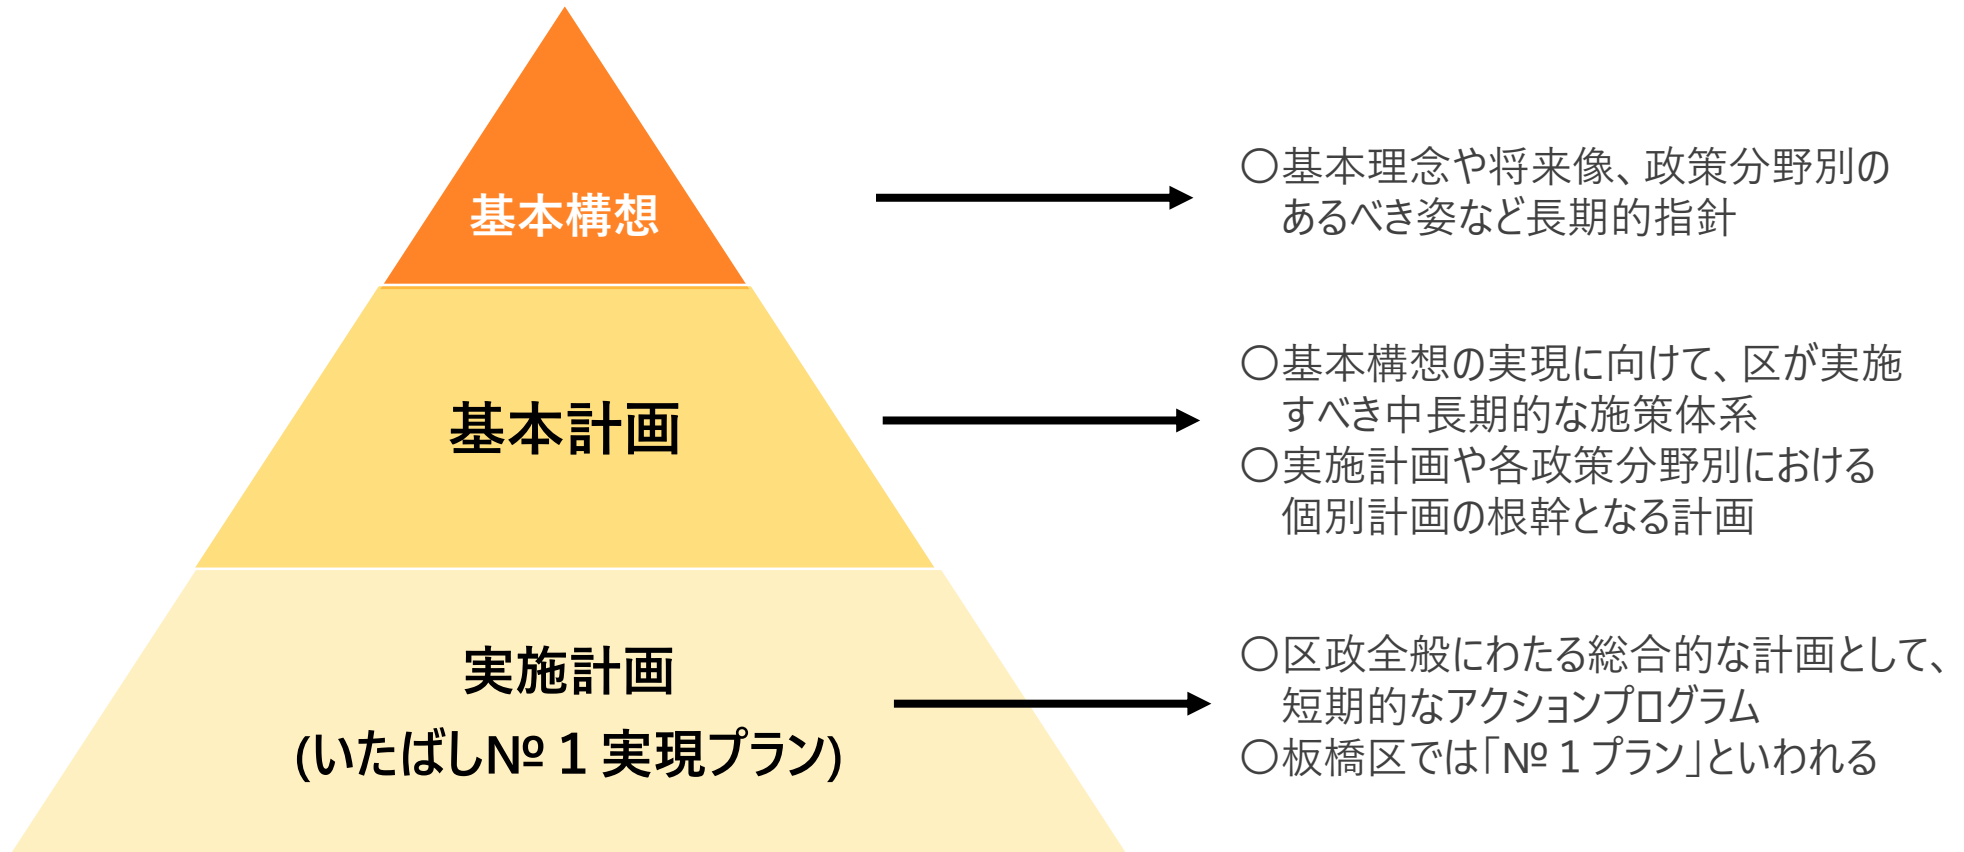 基本構想
〇基本理念や将来像、政策分野別の
あるべき姿など長期的指針
基本計画
〇基本構想の実現に向けて、区が実施
すべき中長期的な施策体系
〇実施計画や各政策分野別における
個別計画の根幹となる計画
実施計画
(いたばし№１実現プラン)
〇区政全般にわたる総合的な計画として、
短期的なアクションプログラム
〇板橋区では「№１プラン」といわれる